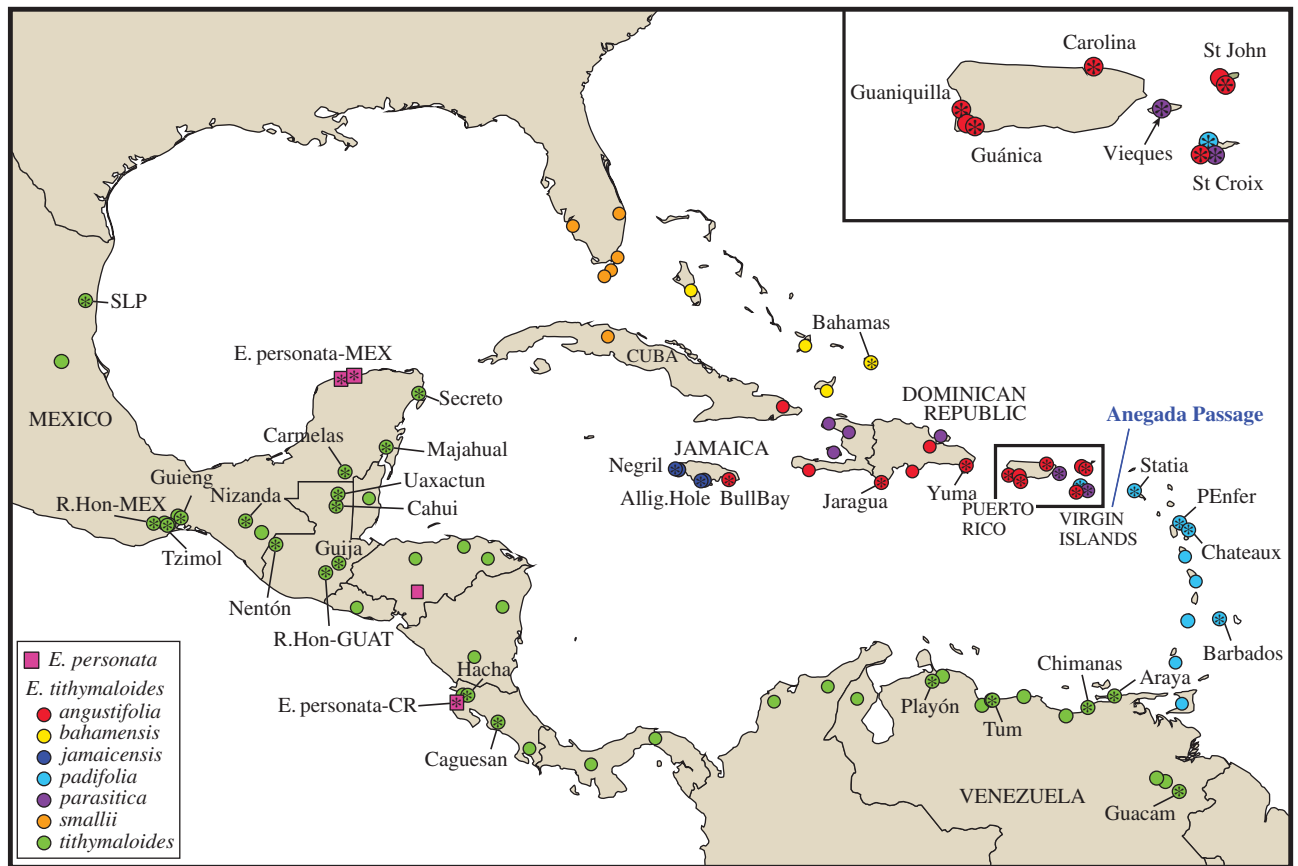 Carolina
St John
Guaniquilla
Guánica
Vieques
St Croix
SLP
E. personata-MEX
Bahamas
CUBA
DOMINICAN
REPUBLIC
Anegada Passage
MEXICO
Secreto
Carmelas
Majahual
JAMAICA
Negril
Statia
Guieng
Uaxactun
Allig.Hole
BullBay
Jaragua
Yuma
PUERTO
RICO
VIRGIN
ISLANDS
PEnfer
R.Hon-MEX
Nizanda
Cahui
Chateaux
Tzimol
Guija
Nentón
R.Hon-GUAT
Barbados
Hacha
Chimanas
Araya
E. personata-CR
Playón
Tum
Caguesan
VENEZUELA
Guacam
E. personata
E. tithymaloides
angustifolia
bahamensis
jamaicensis
padifolia
parasitica
smallii
tithymaloides